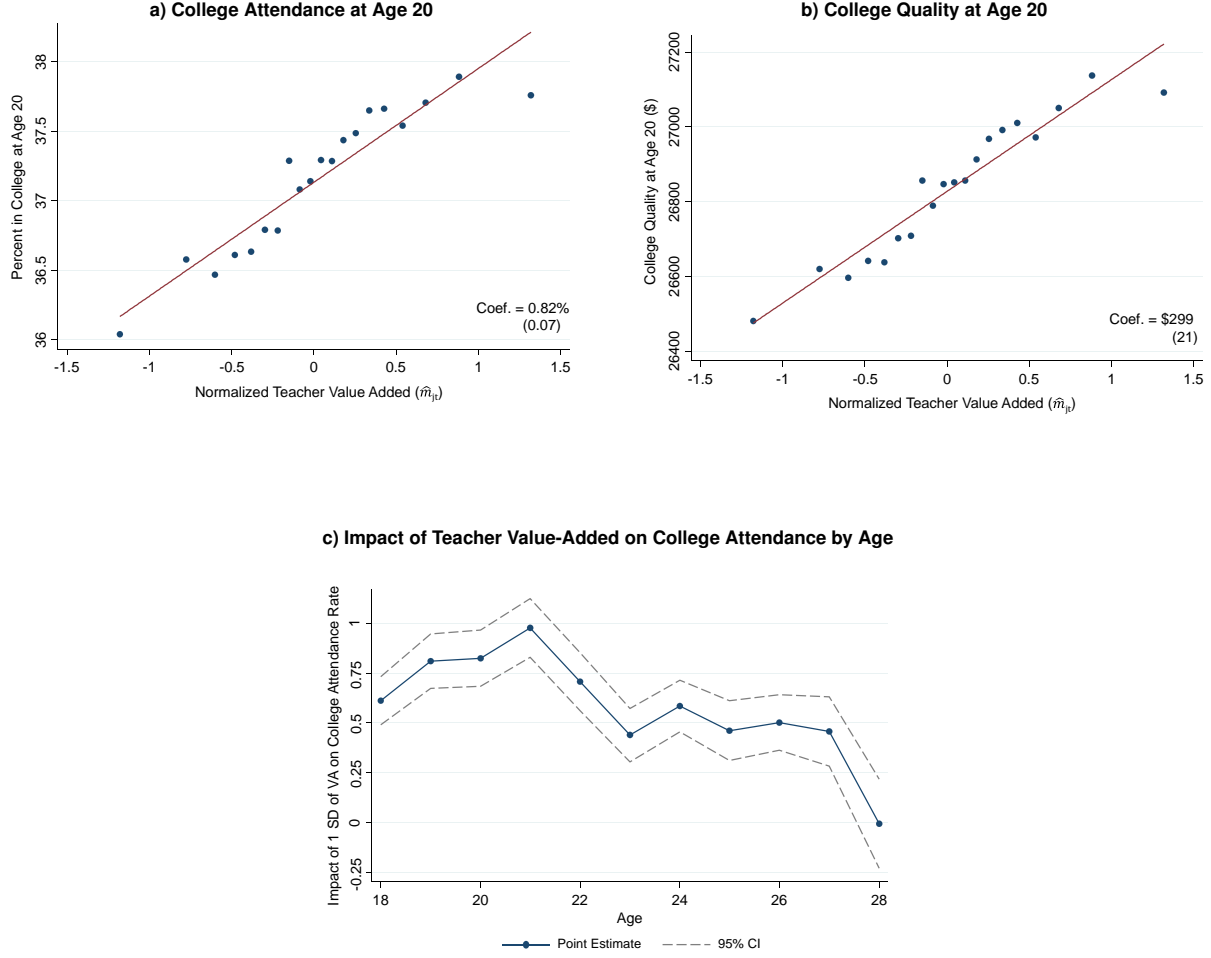 a) College Attendance at Age 20
Percent in College at Age 20
38
37.5
37
36.5
36
Coef. = 0.82%
(0.07)
-1.5 -1 -0.5 0 0.5 1 1.5
Normalized Teacher Value Added (m̂jt)
b) College Quality at Age 20
College Quality at Age 20 ($)
27200
27000
26800
26600
26400
Coef. = $299
(21)
-1.5 -1 -0.5 0 0.5 1 1.5
Normalized Teacher Value Added (m̂jt)
c) Impact of Teacher Value-Added on College Attendance by Age
Impact of 1 SD of VA on College Attendance Rate
1
0.75
0.5
0.25
0
-0.25
18 20 22 24 26 28
Age
Point Estimate 95% CI